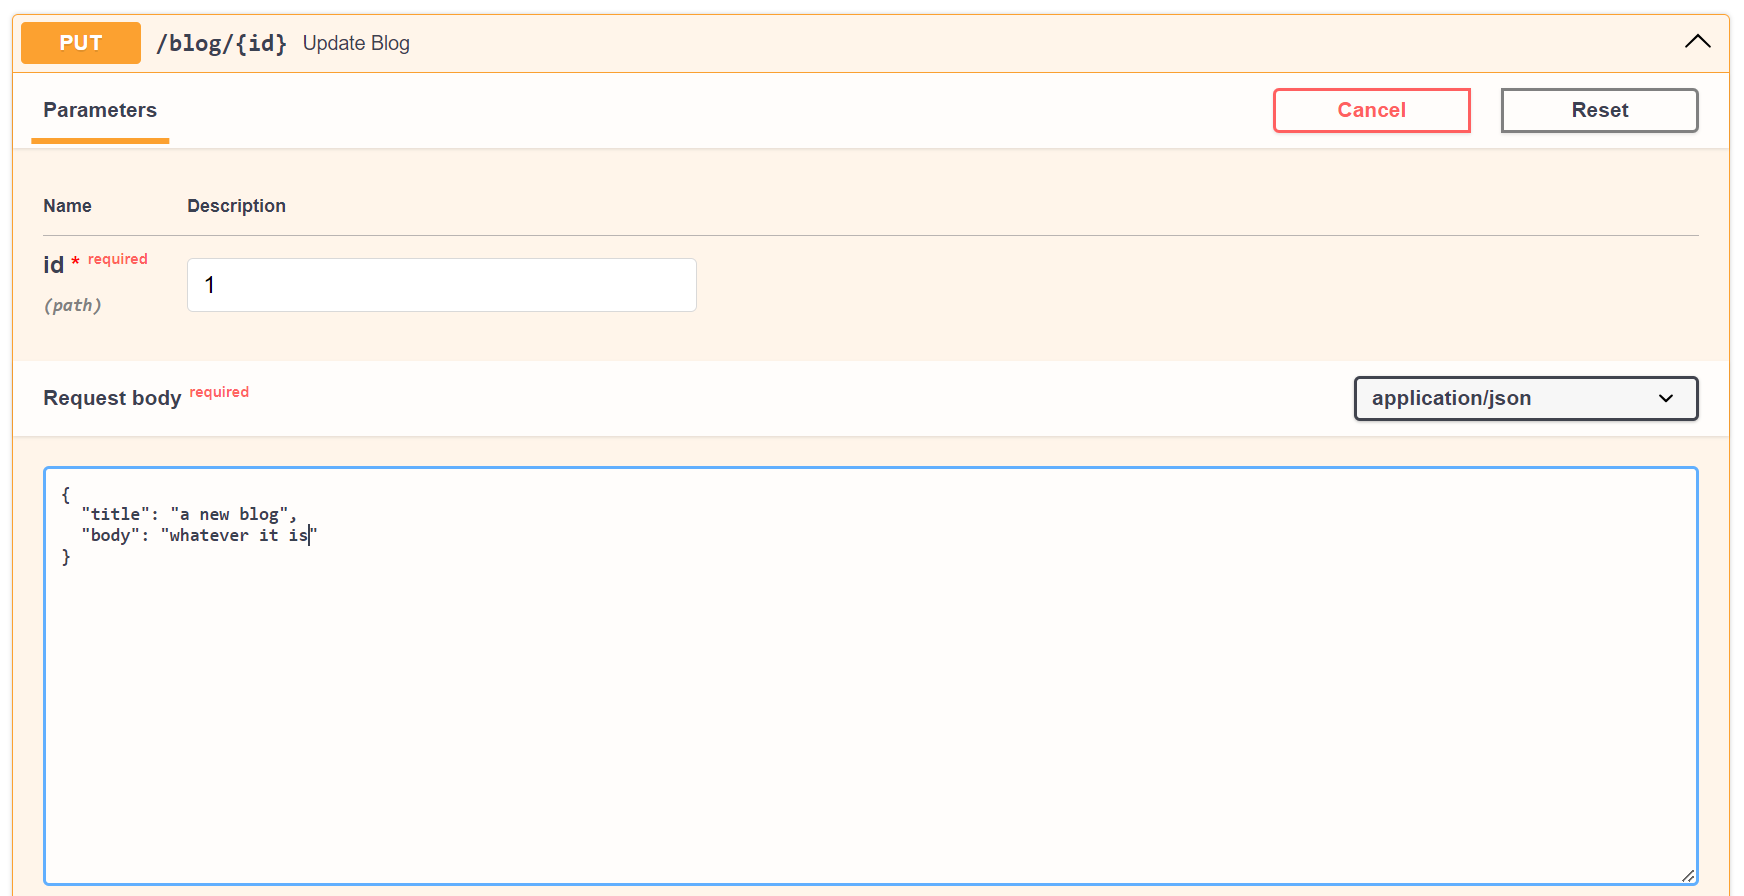 PUT /blog/{id} Update Blog
Parameters Cancel Reset
Name Description
id * required
(path)
1
Request body required application/json
{
"title": "a new blog",
"body": "whatever it is"
}